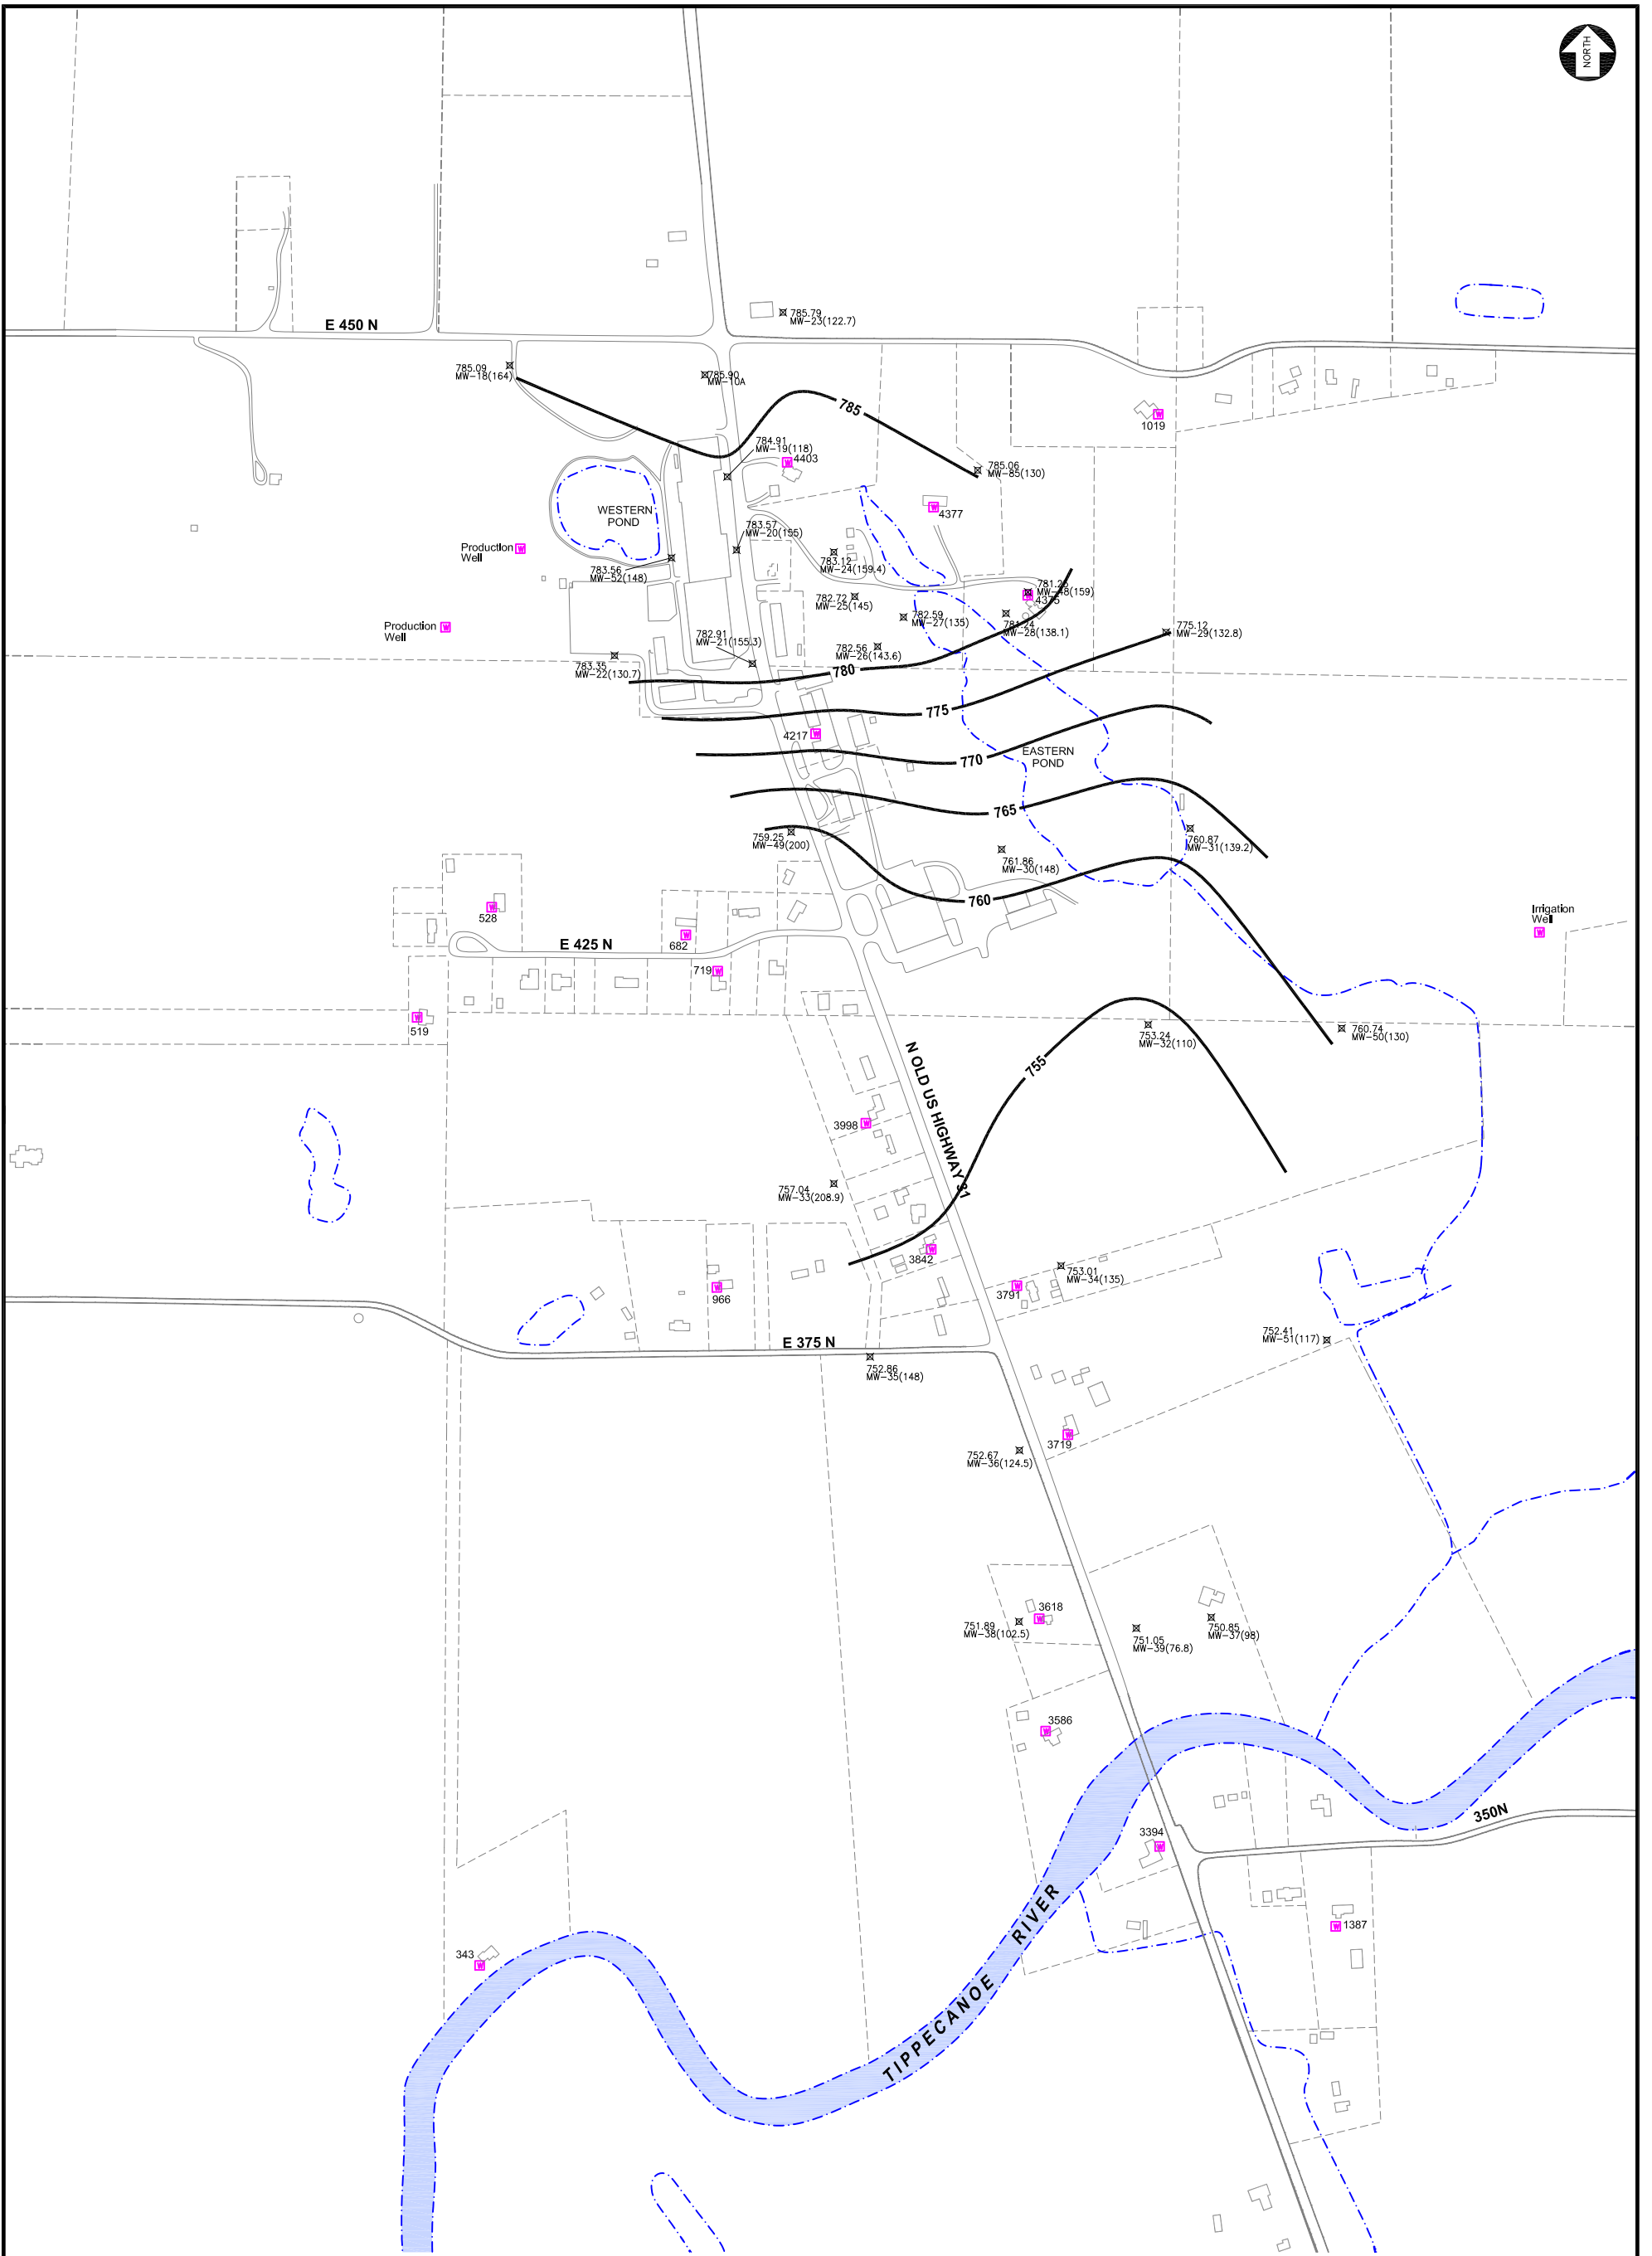 NORTH
785.79
MW-23(122.7)
E 450 N
785.09
MW-18(164)
785.90
MW-10A
785
1019
784.91
MW-19(118)
4403
785.06
MW-85(130)
4377
WESTERN
POND
783.57
MW-20(155)
Production
Well
783.56
MW-52(148)
783.12
MW-24(159.4)
781.25
MW-48(159)
4375
782.72
MW-25(145)
782.59
MW-27(135)
781.24
MW-28(138.1)
Production
Well
775.12
MW-29(132.8)
782.91
MW-21(155.3)
782.56
MW-26(143.6)
783.35
MW-22(130.7)
780
775
4217
770
EASTERN
POND
765
759.25
MW-49(200)
760.87
MW-31(139.2)
761.86
MW-30(148)
760
528
Irrigation
Well
682
E 425 N
719
519
753.24
MW-32(110)
760.74
MW-50(130)
N OLD US HIGHWAY 31
755
3998
757.04
MW-33(208.9)
3842
753.01
MW-34(135)
3791
966
E 375 N
752.41
MW-51(117)
752.86
MW-35(148)
3719
752.67
MW-36(124.5)
3618
751.89
MW-38(102.5)
751.05
MW-39(76.8)
750.85
MW-37(98)
3586
350N
3394
TIPPECANOE RIVER
1387
343